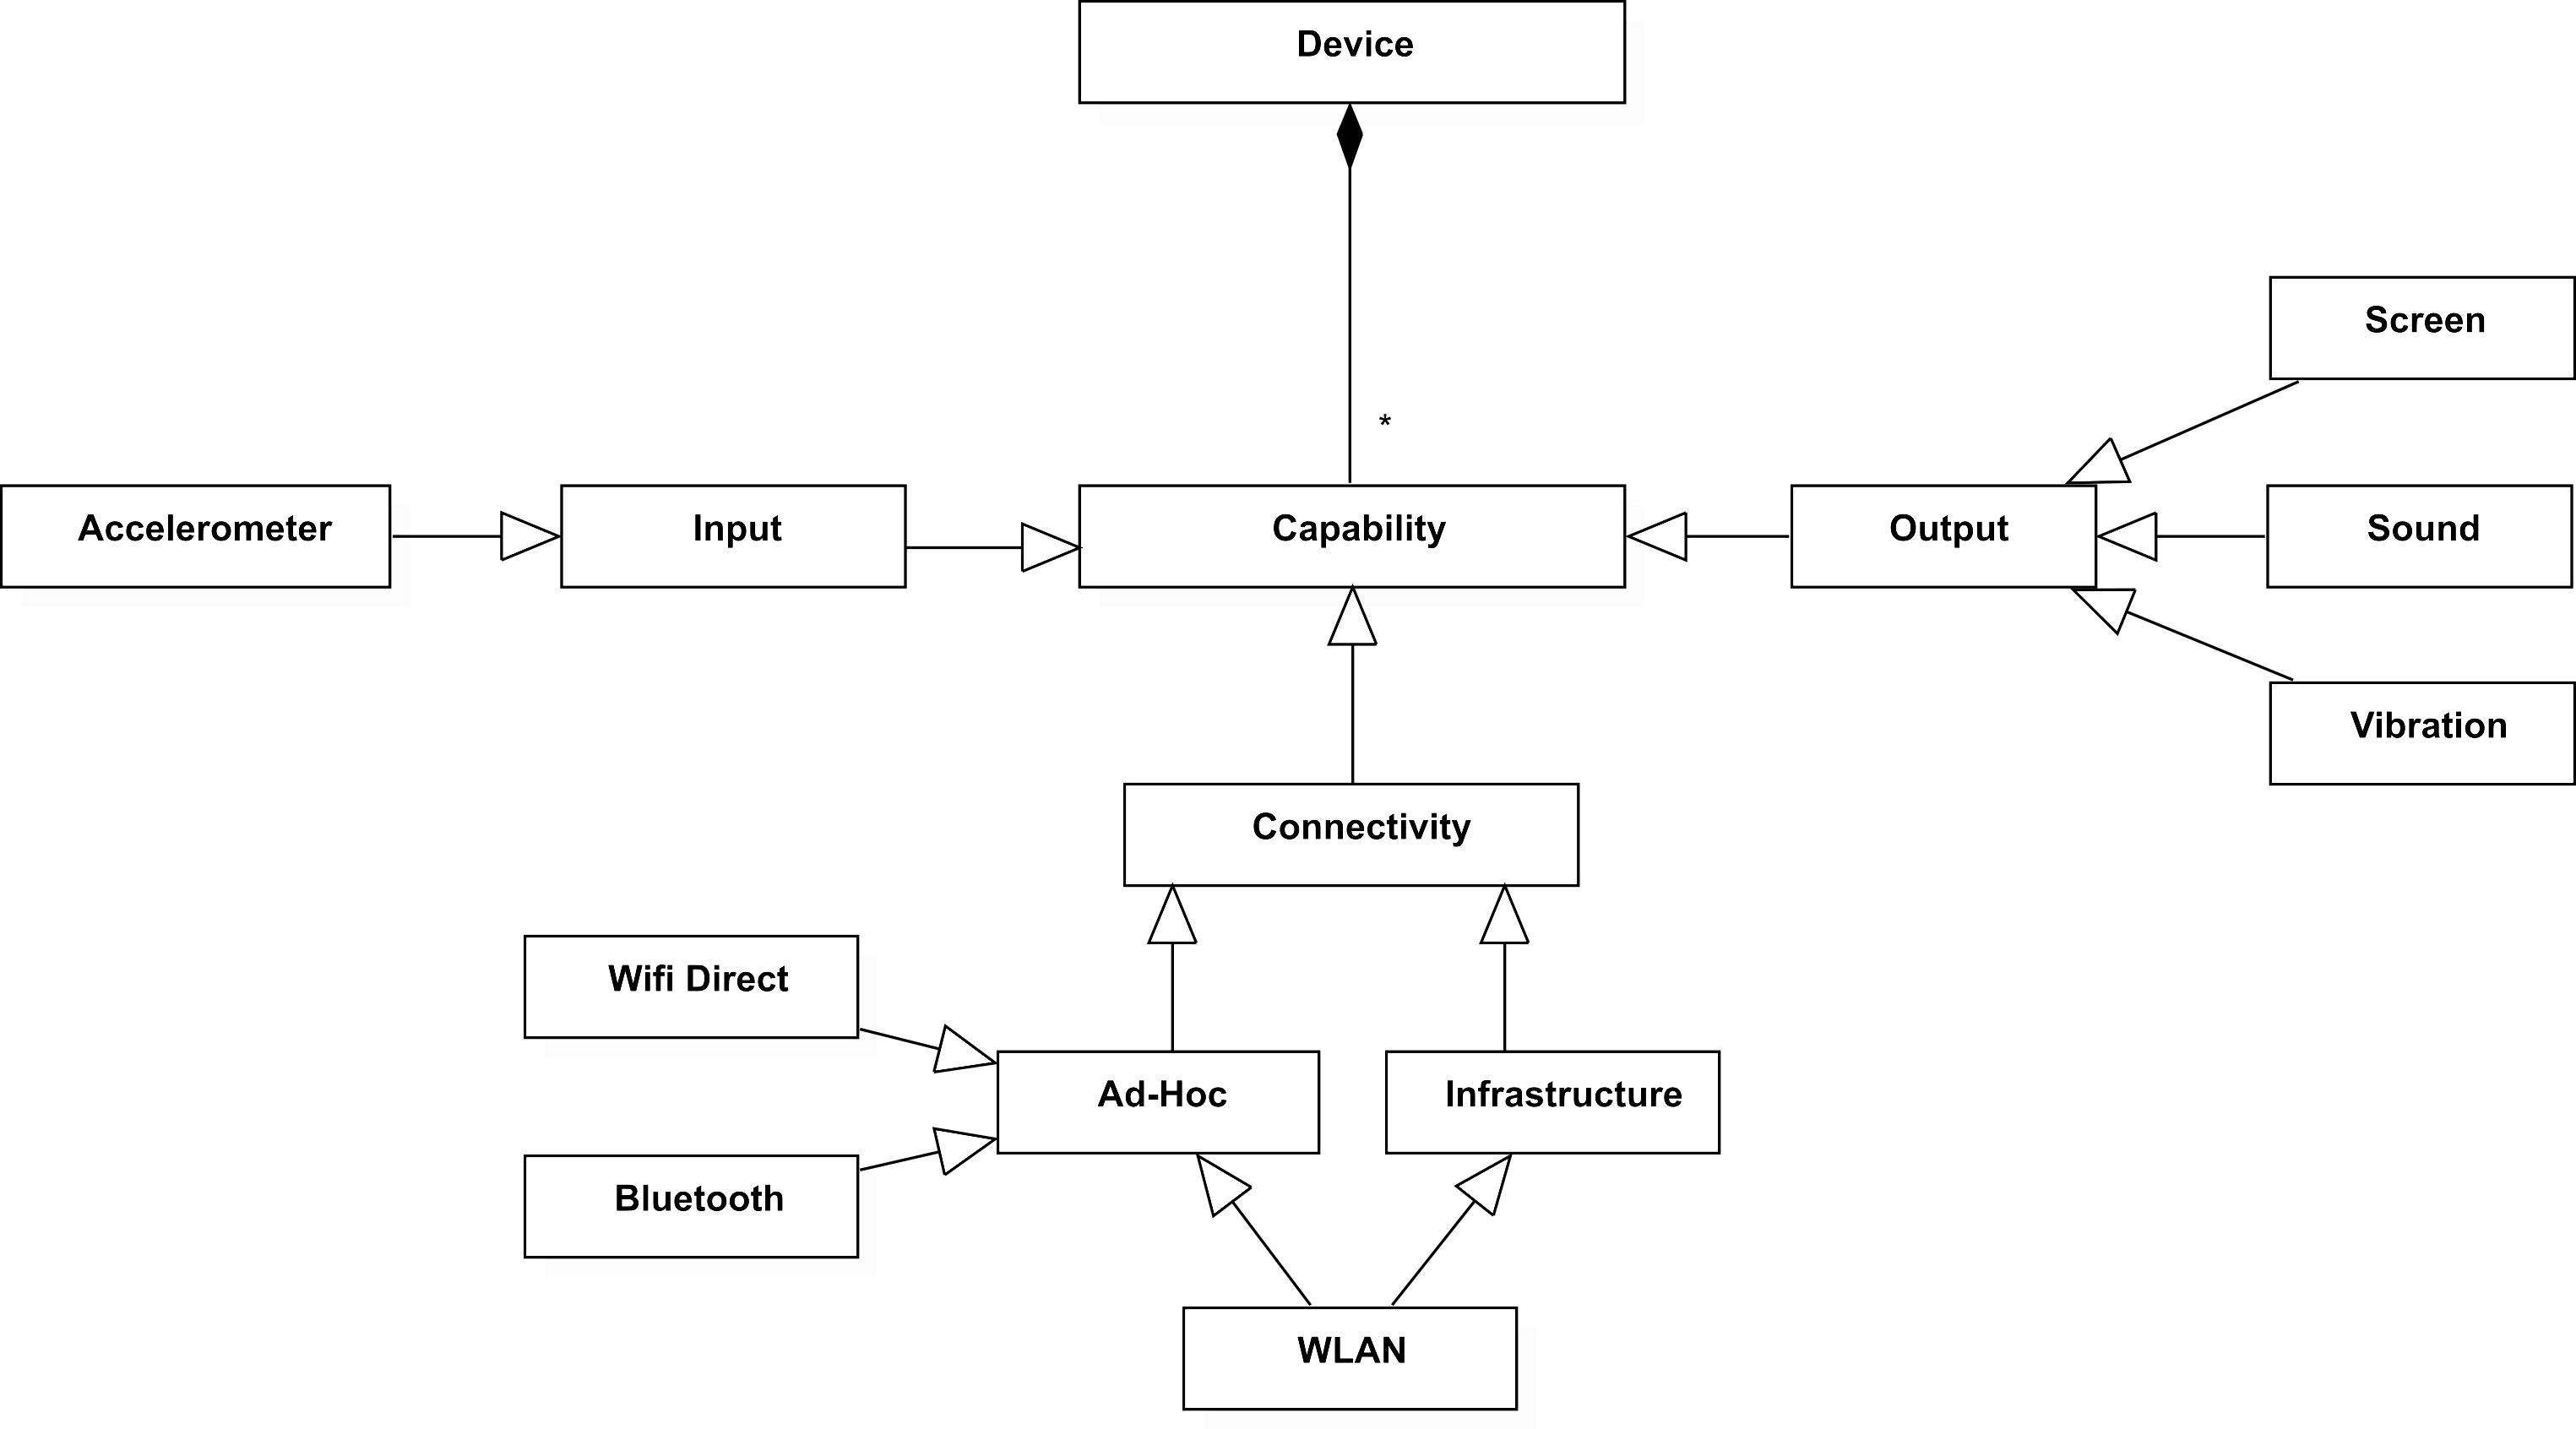 Device
Screen
*
Accelerometer
Input
Capability
Output
Sound
Vibration
Connectivity
Wifi Direct
Ad-Hoc
Infrastructure
Bluetooth
WLAN